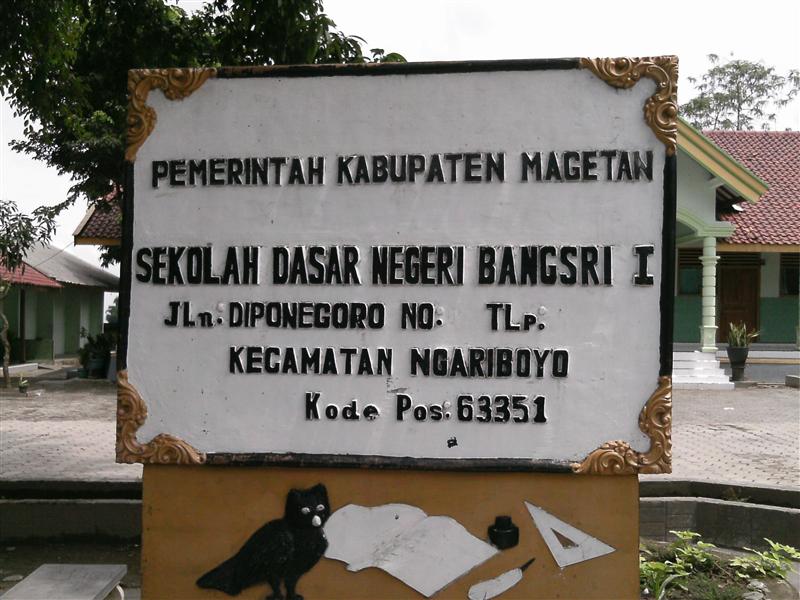 PEMERINTAH KABUPATEN MAGETAN
SEKOLAH DASAR NEGERI BANGSRI I
JLn. DIPONEGORO NO. TLp.
KECAMATAN NGARIBOYO
Kode Pos. 63351